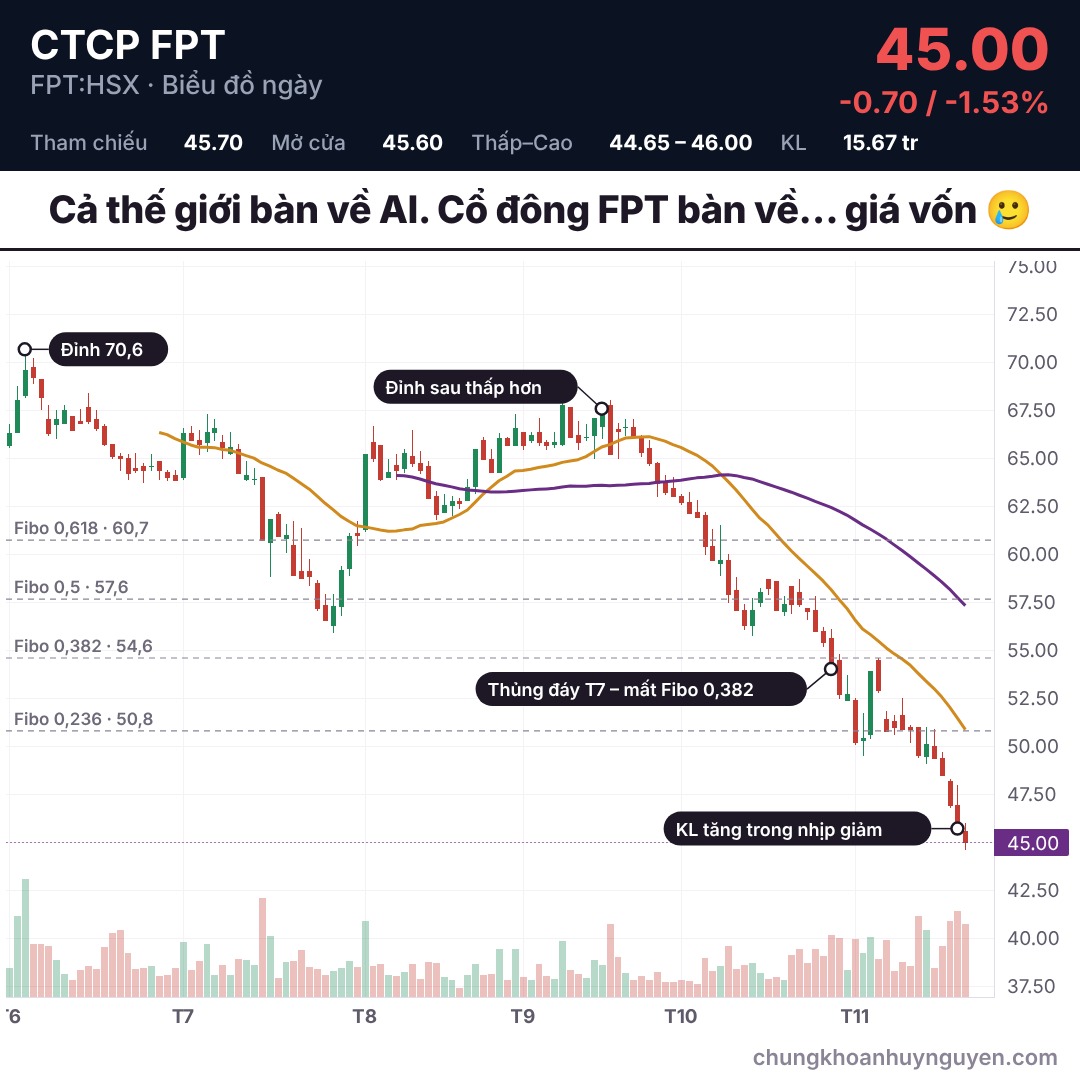 CTCP FPT
45.00
FPT:HSX · Biểu đồ ngày
-0.70 / -1.53%
Tham chiếu 45.70 Mở cửa 45.60 Thấp–Cao 44.65 – 46.00 KL 15.67 tr
Cả thế giới bàn về AI. Cổ đông FPT bàn về... giá vốn 🥲
75.00
72.50
Đỉnh 70,6
70.00
Đỉnh sau thấp hơn
67.50
65.00
62.50
Fibo 0,618 · 60,7
60.00
Fibo 0,5 · 57,6
57.50
Fibo 0,382 · 54,6
55.00
Thủng đáy T7 – mất Fibo 0,382
52.50
Fibo 0,236 · 50,8
50.00
47.50
KL tăng trong nhịp giảm
45.00
42.50
40.00
37.50
T6 T7 T8 T9 T10 T11
chungkhoanhuynguyen.com